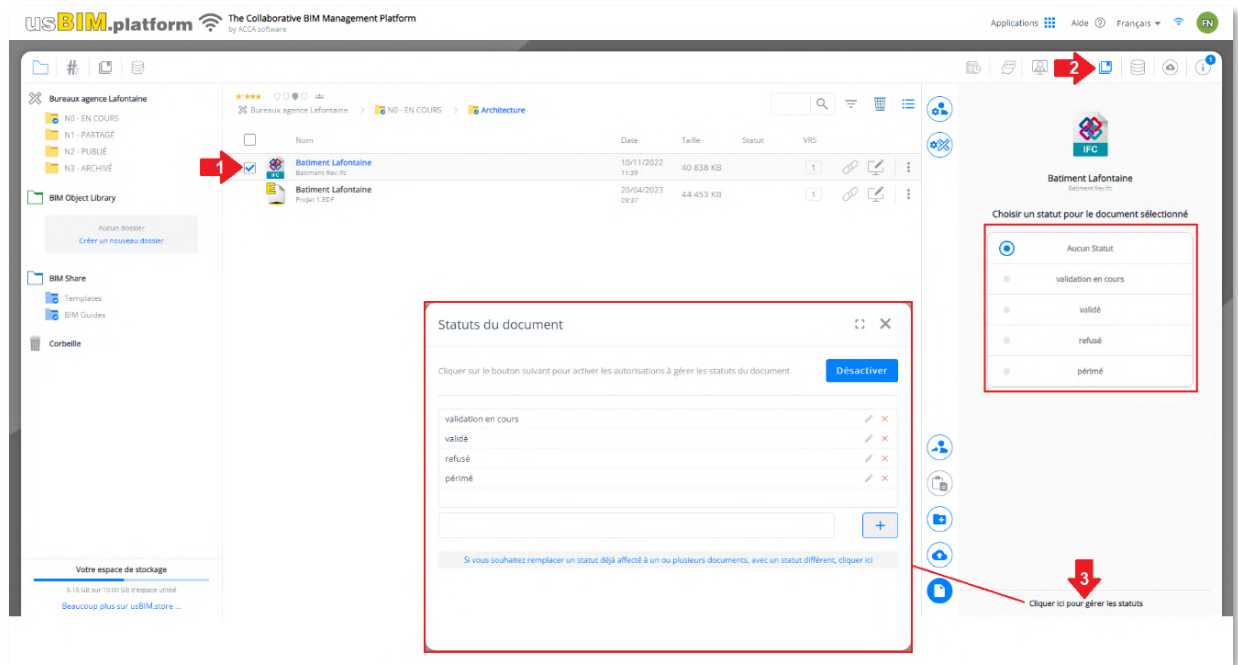 usBIM.platform
The Collaborative BIM Management Platform
by ACCA software
Applications
Aide
Français
FN
2
1
Bureaux agence Lafontaine
N0 - EN COURS
N1 - PARTAGÉ
N2 - PUBLIÉ
N3 - ARCHIVÉ
BIM Object Library
Aucun dossier
Créer un nouveau dossier
BIM Share
Templates
BIM Guides
Corbeille
Votre espace de stockage
5.15 GB sur 10.00 GB d'espace utilisé
Beaucoup plus sur usBIM.store ...
Bureaux agence Lafontaine > N0 - EN COURS > Architecture
Nom Date Taille Statut VRS
1
IFC
Batiment Lafontaine
Batiment Rev.ifc
10/11/2022
11:39
40 838 KB
1
E
Batiment Lafontaine
Projet 1.EDF
20/04/2023
09:37
44 453 KB
1
Statuts du document
Cliquer sur le bouton suivant pour activer les autorisations à gérer les statuts du document
Désactiver
validation en cours
validé
refusé
périmé
+
Si vous souhaitez remplacer un statut déjà affecté à un ou plusieurs documents, avec un statut différent, cliquer ici
IFC
Batiment Lafontaine
Batiment Rev.ifc
Choisir un statut pour le document sélectionné
Aucun Statut
validation en cours
validé
refusé
périmé
3
Cliquer ici pour gérer les statuts